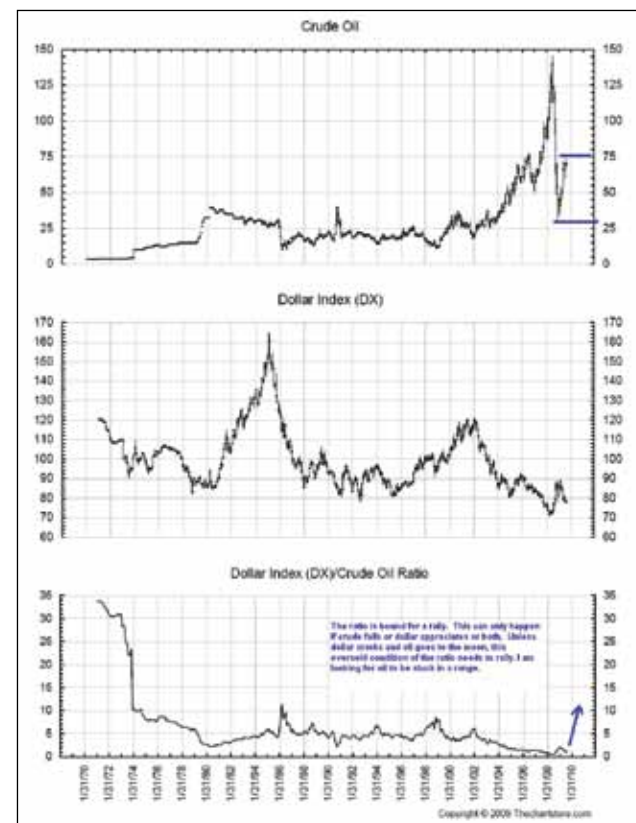 Crude Oil
150 150
125 125
100 100
75 75
50 50
25 25
0 0
Dollar Index (DX)
170 170
160 160
150 150
140 140
130 130
120 120
110 110
100 100
90 90
80 80
70 70
60 60
Dollar Index (DX)/Crude Oil Ratio
35 35
30 30
25 25
20 20
15 15
10 10
5 5
0 0
The ratio is bound for a rally. This can only happen
if crude falls or dollar appreciates or both. Unless
dollar and oil goes to the moon, this
oversold condition of the ratio needs to rally. I am
looking for oil to be stuck in a range.
1/31/70 1/31/72 1/31/74 1/31/76 1/31/78 1/31/80 1/31/82 1/31/84 1/31/86 1/31/88 1/31/90 1/31/92 1/31/94 1/31/96 1/31/98 1/31/00 1/31/02 1/31/04 1/31/06 1/31/08 1/31/10
Copyright © 2009 Thechartstore.com